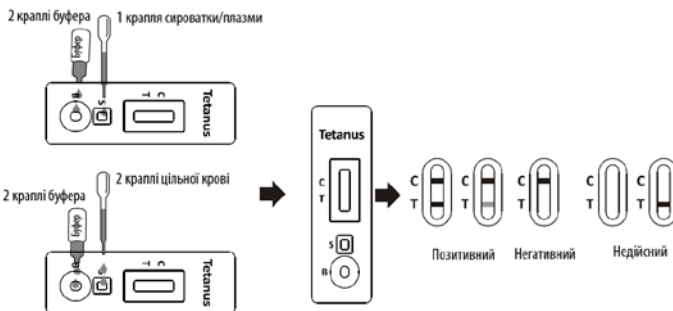 2 краплі буфера
1 крапля сироватки/плазми
буфер
B
S
T C
Tetanus
2 краплі буфера
2 краплі цільної крові
буфер
B
S
T C
Tetanus
Tetanus
C
T
S
B
C C C C
T T T T
Позитивний Негативний Недійсний